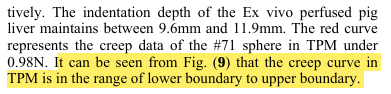 tively. The indentation depth of the Ex vivo perfused pig
liver maintains between 9.6mm and 11.9mm. The red curve
represents the creep data of the #71 sphere in TPM under
0.98N. It can be seen from Fig. (9) that the creep curve in
TPM is in the range of lower boundary to upper boundary.